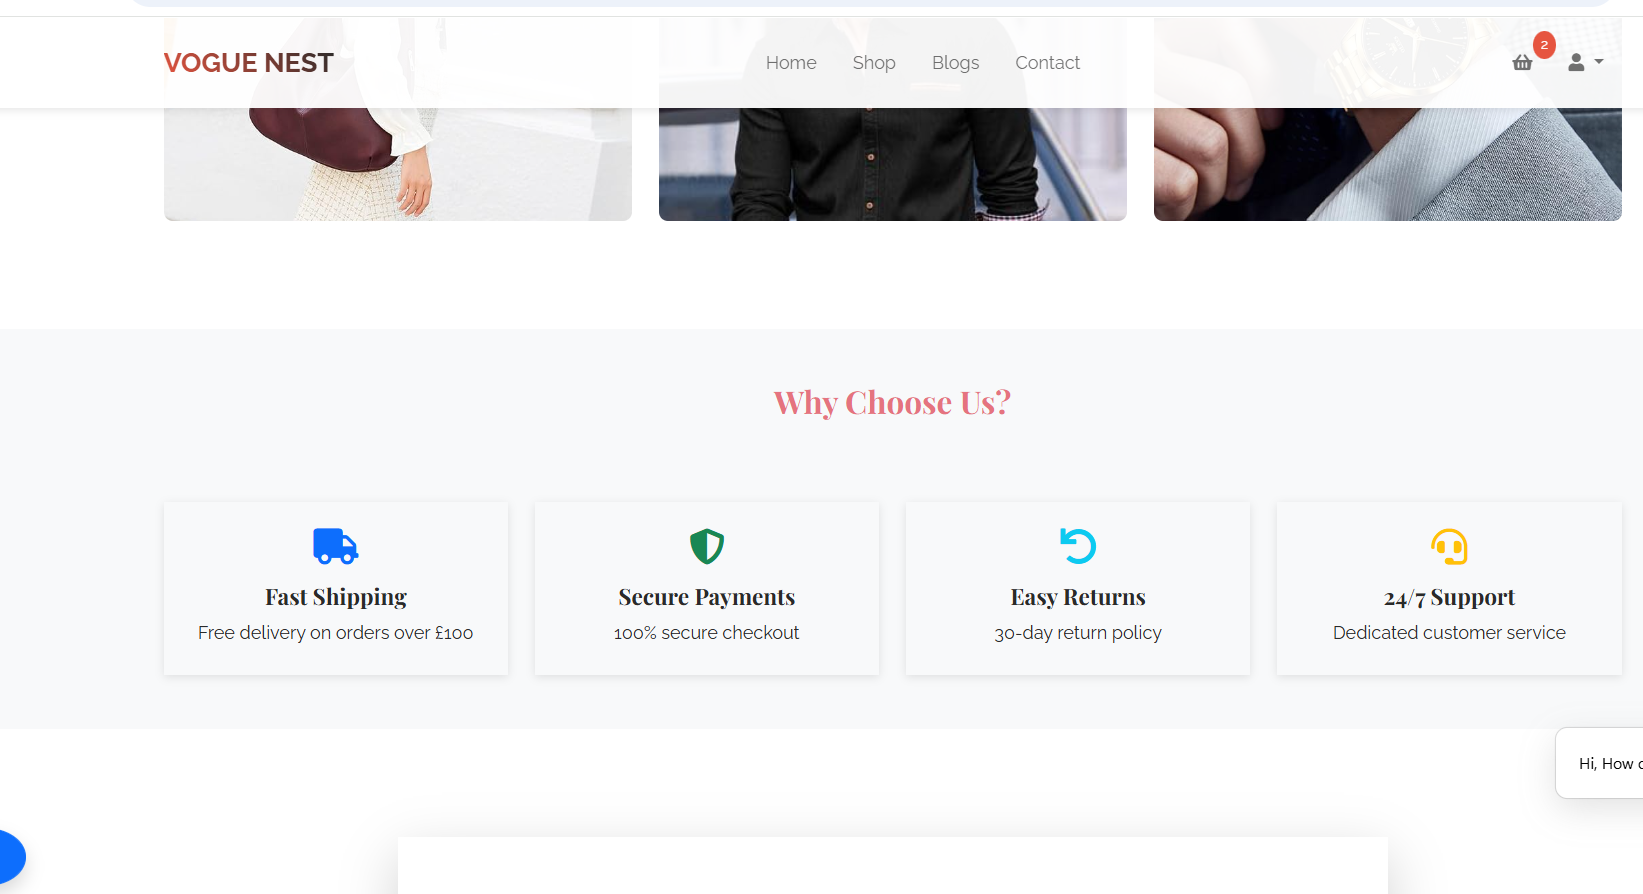 VOGUE NEST
Home Shop Blogs Contact
2
Why Choose Us?
Fast Shipping
Free delivery on orders over £100
Secure Payments
100% secure checkout
Easy Returns
30-day return policy
24/7 Support
Dedicated customer service
Hi, How